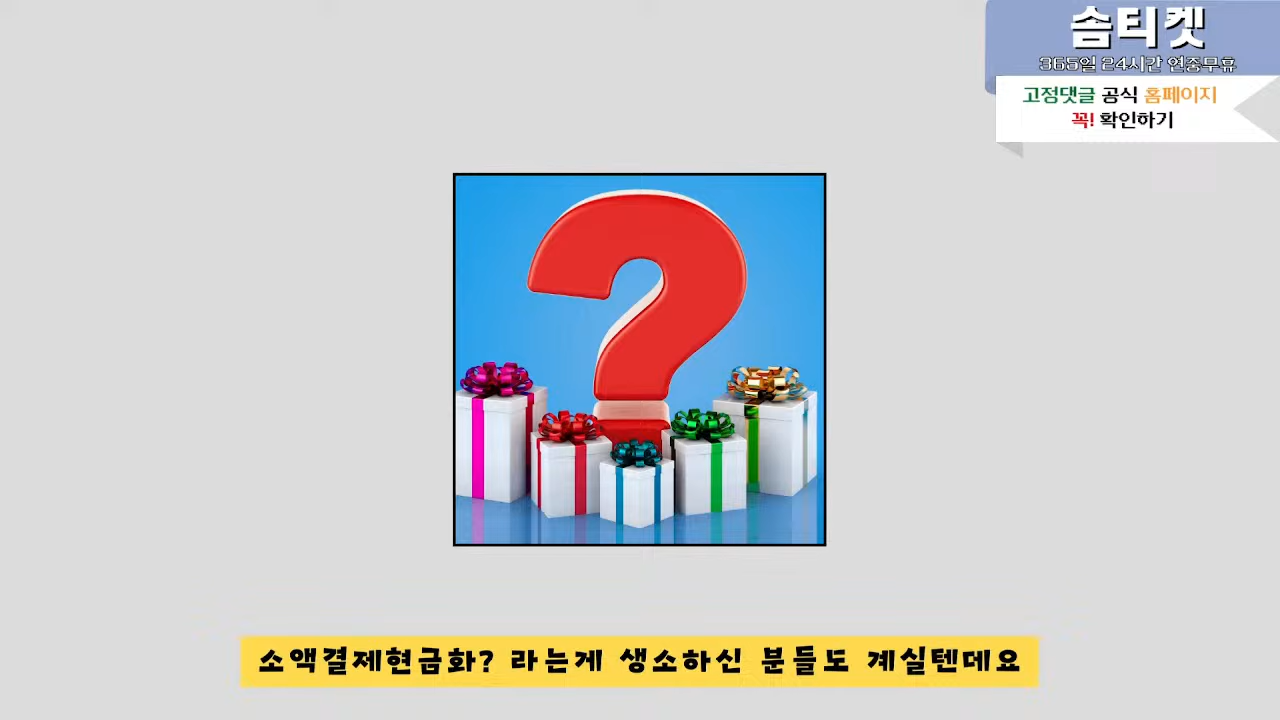 솜티켓
365일 24시간 연중무휴
고정댓글 공식 홈페이지
꼭! 확인하기
소액결제현금화? 라는게 생소하신 분들도 계실텐데요